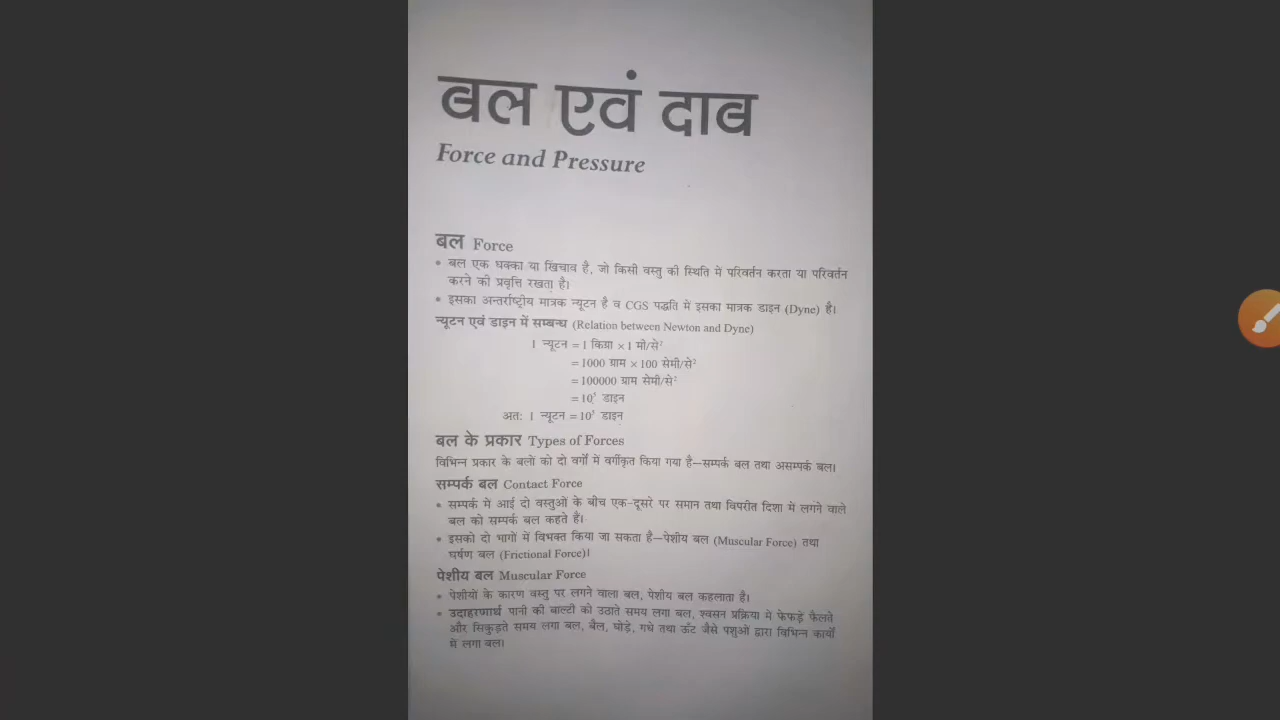 बल एवं दाब
Force and Pressure
बल Force
• बल एक धक्का या खिंचाव है, जो किसी वस्तु की स्थिति में परिवर्तन करता या परिवर्तन
करने की प्रवृत्ति रखता है।
• इसका अन्तर्राष्ट्रीय मात्रक न्यूटन है व CGS पद्धति में इसका मात्रक डाइन (Dyne) है।
न्यूटन एवं डाइन में सम्बन्ध (Relation between Newton and Dyne)
1 न्यूटन = 1 किग्रा × 1 मी/से²
= 1000 ग्राम × 100 सेमी/से²
= 100000 ग्राम सेमी/से²
= 10⁵ डाइन
अतः 1 न्यूटन = 10⁵ डाइन
बल के प्रकार Types of Forces
विभिन्न प्रकार के बलों को दो वर्गों में वर्गीकृत किया गया है—सम्पर्क बल तथा असम्पर्क बल।
सम्पर्क बल Contact Force
• सम्पर्क में आई दो वस्तुओं के बीच एक-दूसरे पर समान तथा विपरीत दिशा में लगने वाले
बल को सम्पर्क बल कहते हैं।
• इसको दो भागों में विभक्त किया जा सकता है—पेशीय बल (Muscular Force) तथा
घर्षण बल (Frictional Force)।
पेशीय बल Muscular Force
• पेशीयों के कारण वस्तु पर लगने वाला बल, पेशीय बल कहलाता है।
• उदाहरणार्थ पानी की बाल्टी को उठाते समय लगा बल, श्वसन प्रक्रिया में फेफड़ें फैलते
और सिकुड़ते समय लगा बल, बैल, घोड़े, गधे तथा ऊँट जैसे पशुओं द्वारा विभिन्न कार्यों
में लगा बल।